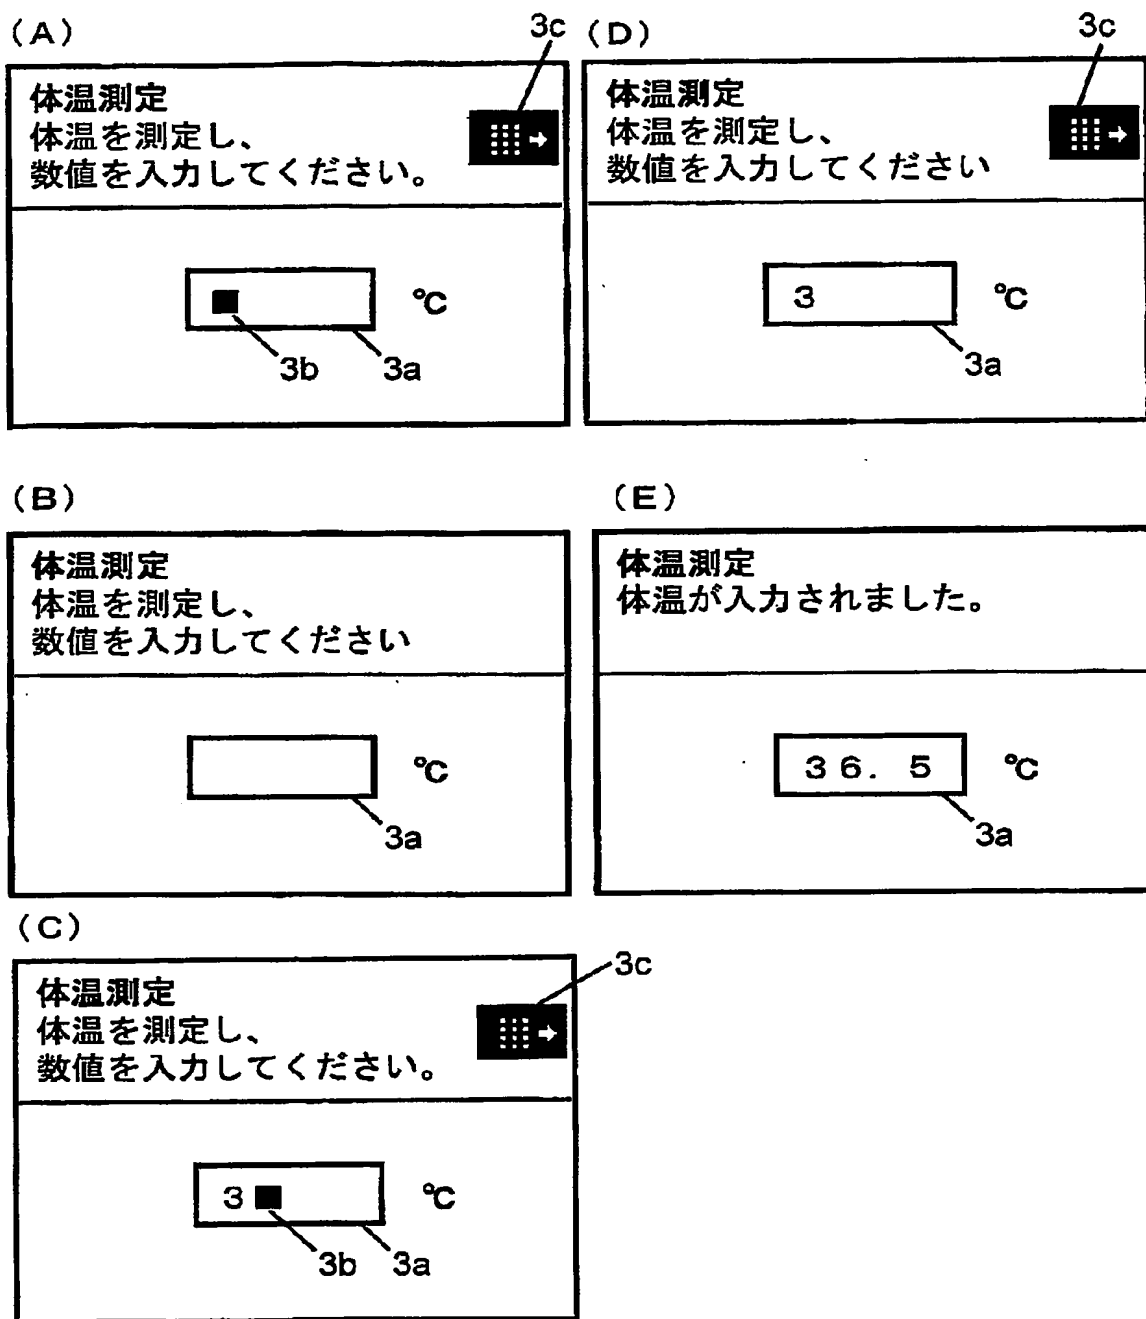 (A)
3c
体温測定
体温を測定し、
数値を入力してください。
℃
3b
3a
(D)
3c
体温測定
体温を測定し、
数値を入力してください
3
℃
3a
(B)
体温測定
体温を測定し、
数値を入力してください
℃
3a
(E)
体温測定
体温が入力されました。
36.5
℃
3a
(C)
3c
体温測定
体温を測定し、
数値を入力してください。
3
℃
3b
3a